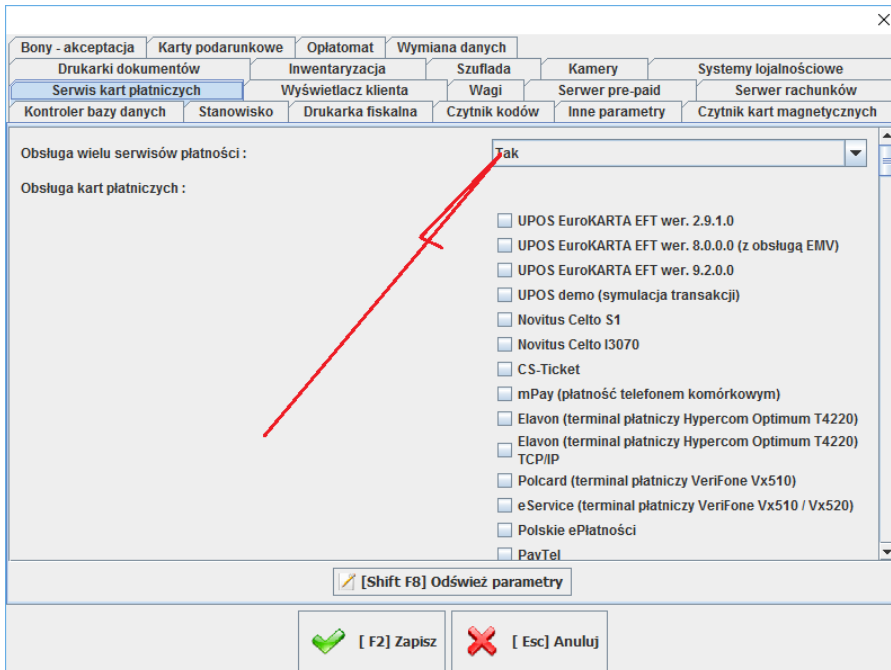 Bony - akceptacja Karty podarunkowe Opłatomat Wymiana danych
Drukarki dokumentów Inwentaryzacja Szuflada Kamery Systemy lojalnościowe
Serwis kart płatniczych Wyświetlacz klienta Wagi Serwer pre-paid Serwer rachunków
Kontroler bazy danych Stanowisko Drukarka fiskalna Czytnik kodów Inne parametry Czytnik kart magnetycznych
Obsługa wielu serwisów płatności : Tak
Obsługa kart płatniczych :
UPOS EuroKARTA EFT wer. 2.9.1.0
UPOS EuroKARTA EFT wer. 8.0.0.0 (z obsługą EMV)
UPOS EuroKARTA EFT wer. 9.2.0.0
UPOS demo (symulacja transakcji)
Novitus Celto S1
Novitus Celto I3070
CS-Ticket
mPay (płatność telefonem komórkowym)
Elavon (terminal płatniczy Hypercom Optimum T4220)
Elavon (terminal płatniczy Hypercom Optimum T4220)
TCP/IP
Polcard (terminal płatniczy VeriFone Vx510)
eService (terminal płatniczy VeriFone Vx510 / Vx520)
Polskie ePłatności
PayTel
[Shift F8] Odśwież parametry
[ F2] Zapisz [ Esc] Anuluj